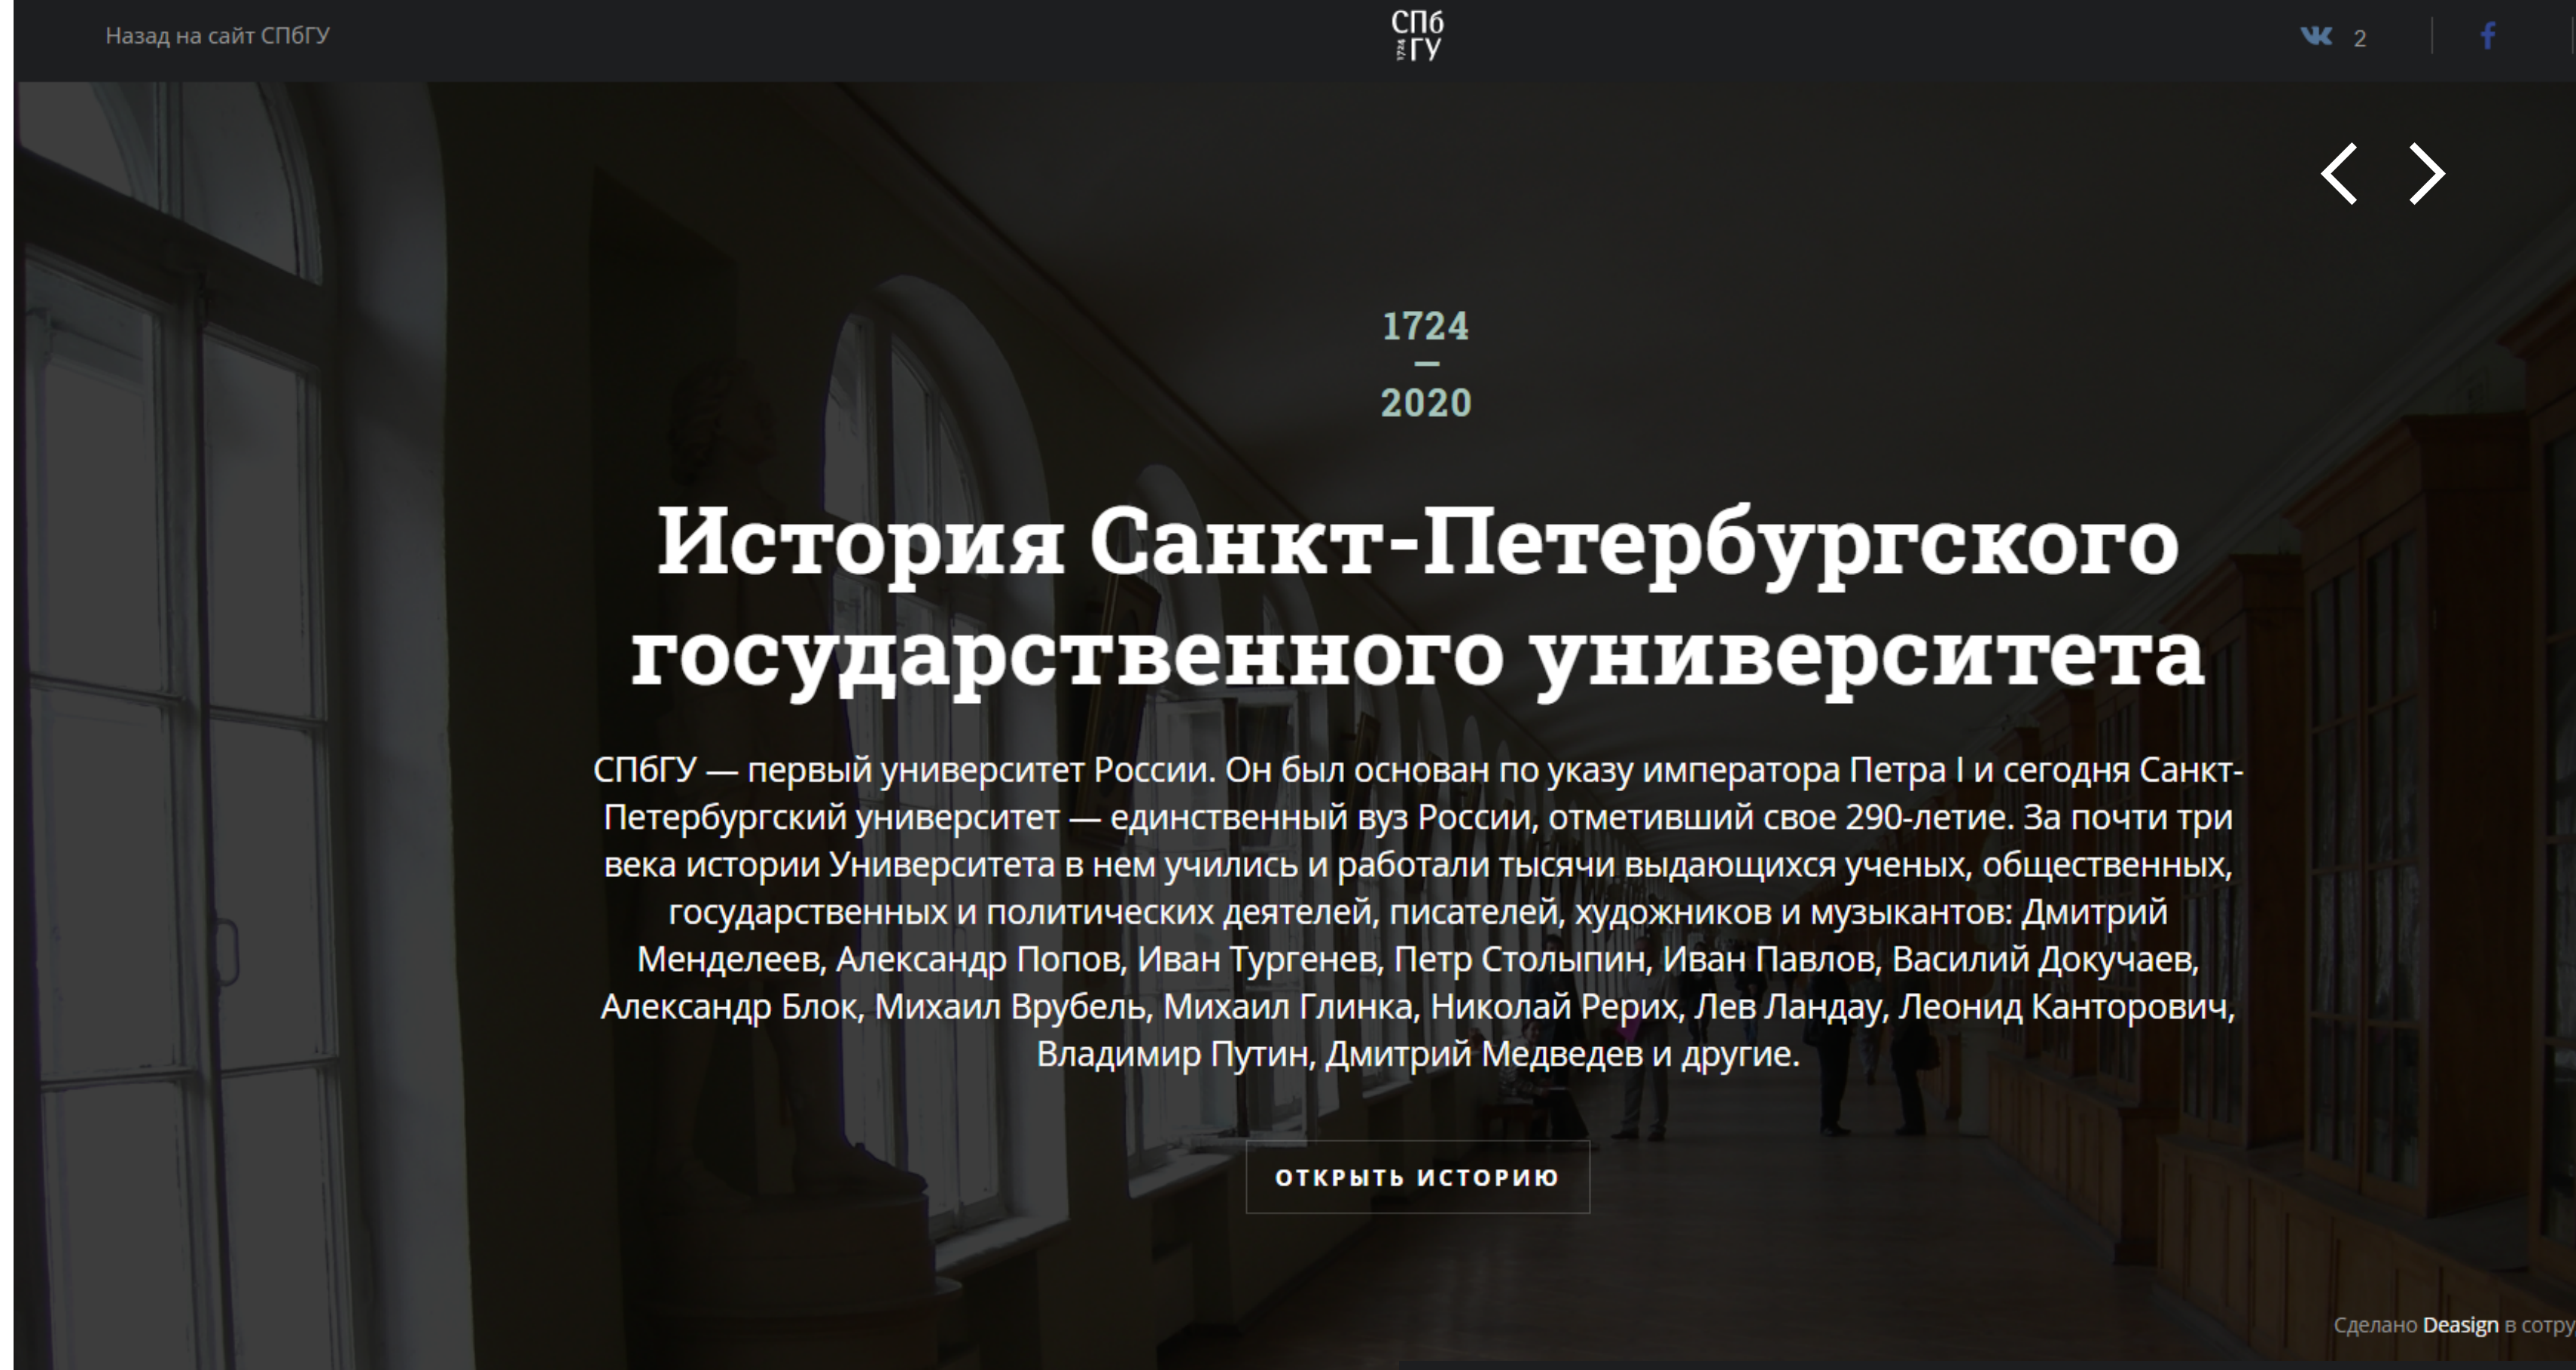 Назад на сайт СПбГУ
СПб
1724 ГУ
2
1724
—
2020
История Санкт-Петербургского
государственного университета
СПбГУ — первый университет России. Он был основан по указу императора Петра I и сегодня Санкт-
Петербургский университет — единственный вуз России, отметивший свое 290-летие. За почти три
века истории Университета в нем учились и работали тысячи выдающихся ученых, общественных,
государственных и политических деятелей, писателей, художников и музыкантов: Дмитрий
Менделеев, Александр Попов, Иван Тургенев, Петр Столыпин, Иван Павлов, Василий Докучаев,
Александр Блок, Михаил Врубель, Михаил Глинка, Николай Рерих, Лев Ландау, Леонид Канторович,
Владимир Путин, Дмитрий Медведев и другие.
ОТКРЫТЬ ИСТОРИЮ
Сделано Deasign в сотру